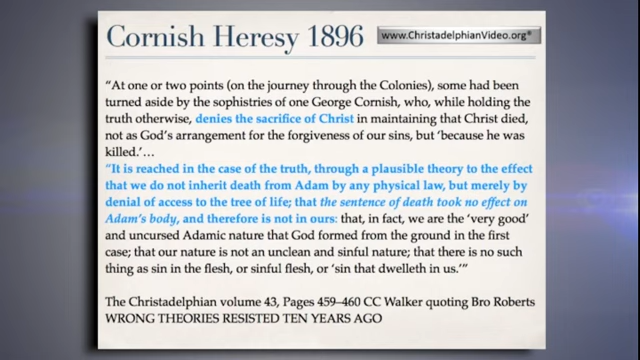 Cornish Heresy 1896
www.ChristadelphianVideo.org®
“At one or two points (on the journey through the Colonies), some had been
turned aside by the sophistries of one George Cornish, who, while holding the
truth otherwise, denies the sacrifice of Christ in maintaining that Christ died,
not as God’s arrangement for the forgiveness of our sins, but ‘because he was
killed.’…
“It is reached in the case of the truth, through a plausible theory to the effect
that we do not inherit death from Adam by any physical law, but merely by
denial of access to the tree of life; that the sentence of death took no effect on
Adam’s body, and therefore is not in ours: that, in fact, we are the ‘very good’
and uncursed Adamic nature that God formed from the ground in the first
case; that our nature is not an unclean and sinful nature; that there is no such
thing as sin in the flesh, or sinful flesh, or ‘sin that dwelleth in us.’”
The Christadelphian volume 43, Pages 459–460 CC Walker quoting Bro Roberts
WRONG THEORIES RESISTED TEN YEARS AGO